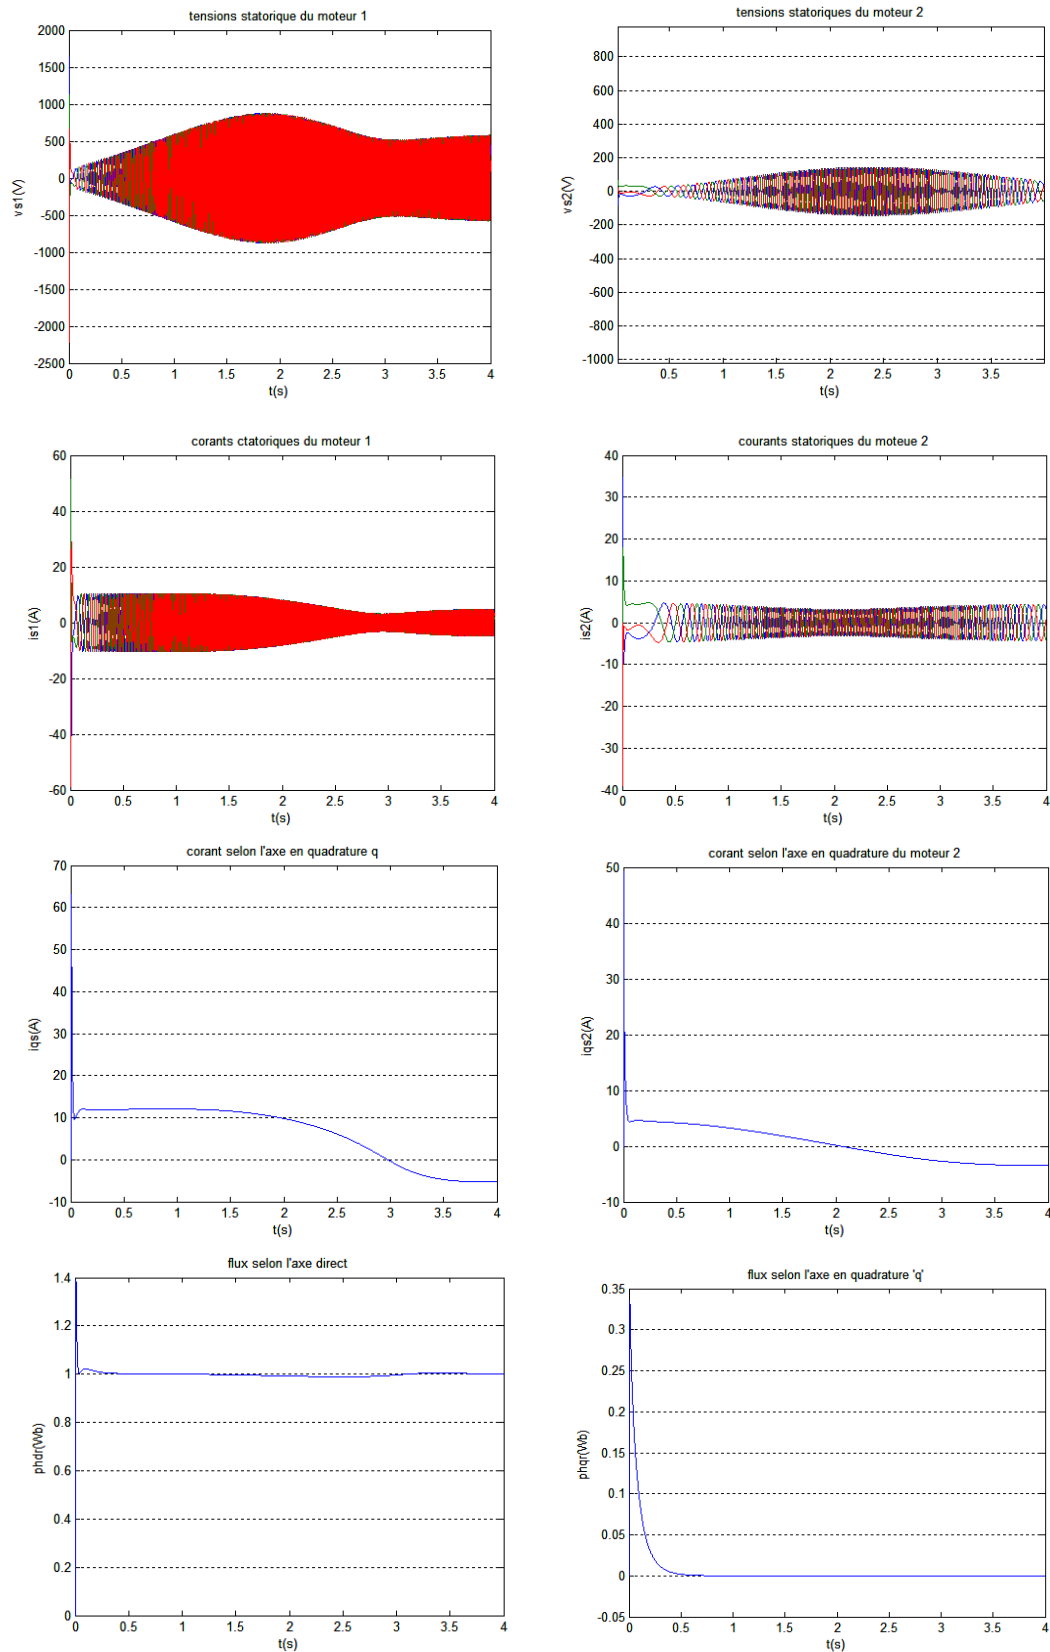 tensions statorique du moteur 1
2000
1500
1000
500
0
-500
-1000
-1500
-2000
-2500
vs1(V)
0 0.5 1 1.5 2 2.5 3 3.5 4
t(s)
tensions statoriques du moteur 2
800
600
400
200
0
-200
-400
-600
-800
-1000
vs2(V)
0.5 1 1.5 2 2.5 3 3.5
t(s)
corants ctatoriques du moteur 1
60
40
20
0
-20
-40
-60
is1(A)
0 0.5 1 1.5 2 2.5 3 3.5 4
t(s)
courants statoriques du moteue 2
40
30
20
10
0
-10
-20
-30
-40
is2(A)
0 0.5 1 1.5 2 2.5 3 3.5 4
t(s)
corant selon l'axe en quadrature q
70
60
50
40
30
20
10
0
-10
iqs(A)
0 0.5 1 1.5 2 2.5 3 3.5 4
t(s)
corant selon l'axe en quadrature du moteur 2
50
40
30
20
10
0
-10
iqs2(A)
0 0.5 1 1.5 2 2.5 3 3.5 4
t(s)
flux selon l'axe direct
1.4
1.2
1
0.8
0.6
0.4
0.2
0
phdr(Wb)
0 0.5 1 1.5 2 2.5 3 3.5 4
t(s)
flux selon l'axe en quadrature 'q'
0.35
0.3
0.25
0.2
0.15
0.1
0.05
0
-0.05
phqr(Wb)
0 0.5 1 1.5 2 2.5 3 3.5 4
t(s)